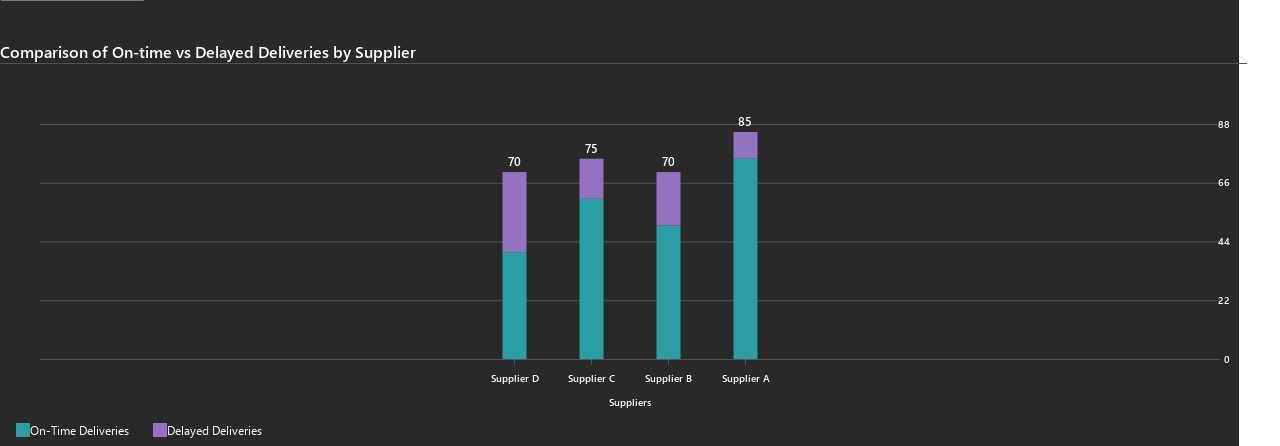 Comparison of On-time vs Delayed Deliveries by Supplier
85
88
75
70
70
66
44
22
0
Supplier D
Supplier C
Supplier B
Supplier A
Suppliers
On-Time Deliveries
Delayed Deliveries